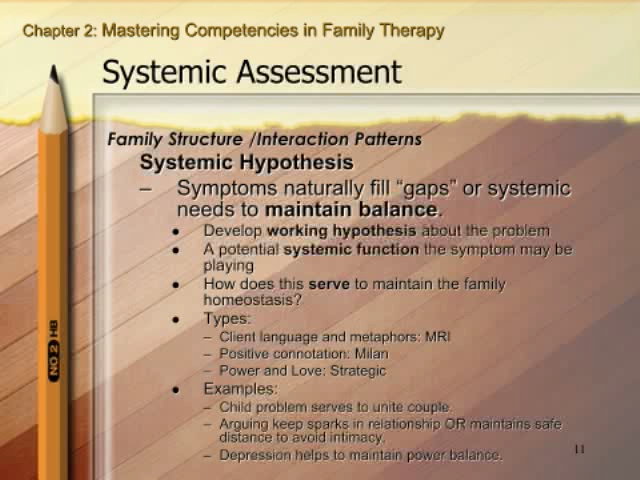 Chapter 2: Mastering Competencies in Family Therapy
Systemic Assessment
Family Structure /Interaction Patterns
Systemic Hypothesis
– Symptoms naturally fill “gaps” or systemic
needs to maintain balance.
• Develop working hypothesis about the problem
• A potential systemic function the symptom may be
playing
• How does this serve to maintain the family
homeostasis?
• Types:
– Client language and metaphors: MRI
– Positive connotation: Milan
– Power and Love: Strategic
• Examples:
– Child problem serves to unite couple.
– Arguing keep sparks in relationship OR maintains safe
distance to avoid intimacy.
– Depression helps to maintain power balance.
NO 2 HB
11